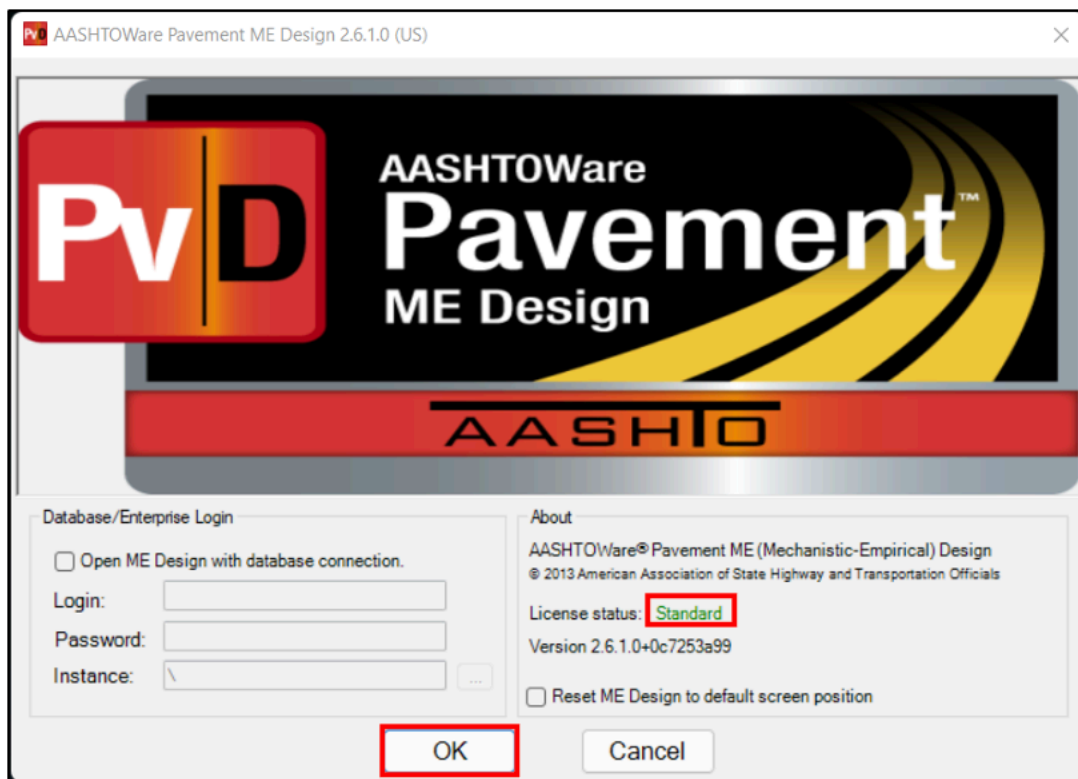 PvD AASHTOWare Pavement ME Design 2.6.1.0 (US)
PvD
AASHTOWare
Pavement™
ME Design
AASHTO
Database/Enterprise Login
Open ME Design with database connection.
Login:
Password:
Instance: \
...
About
AASHTOWare® Pavement ME (Mechanistic-Empirical) Design
© 2013 American Association of State Highway and Transportation Officials
License status: Standard
Version 2.6.1.0+0c7253a99
Reset ME Design to default screen position
OK
Cancel